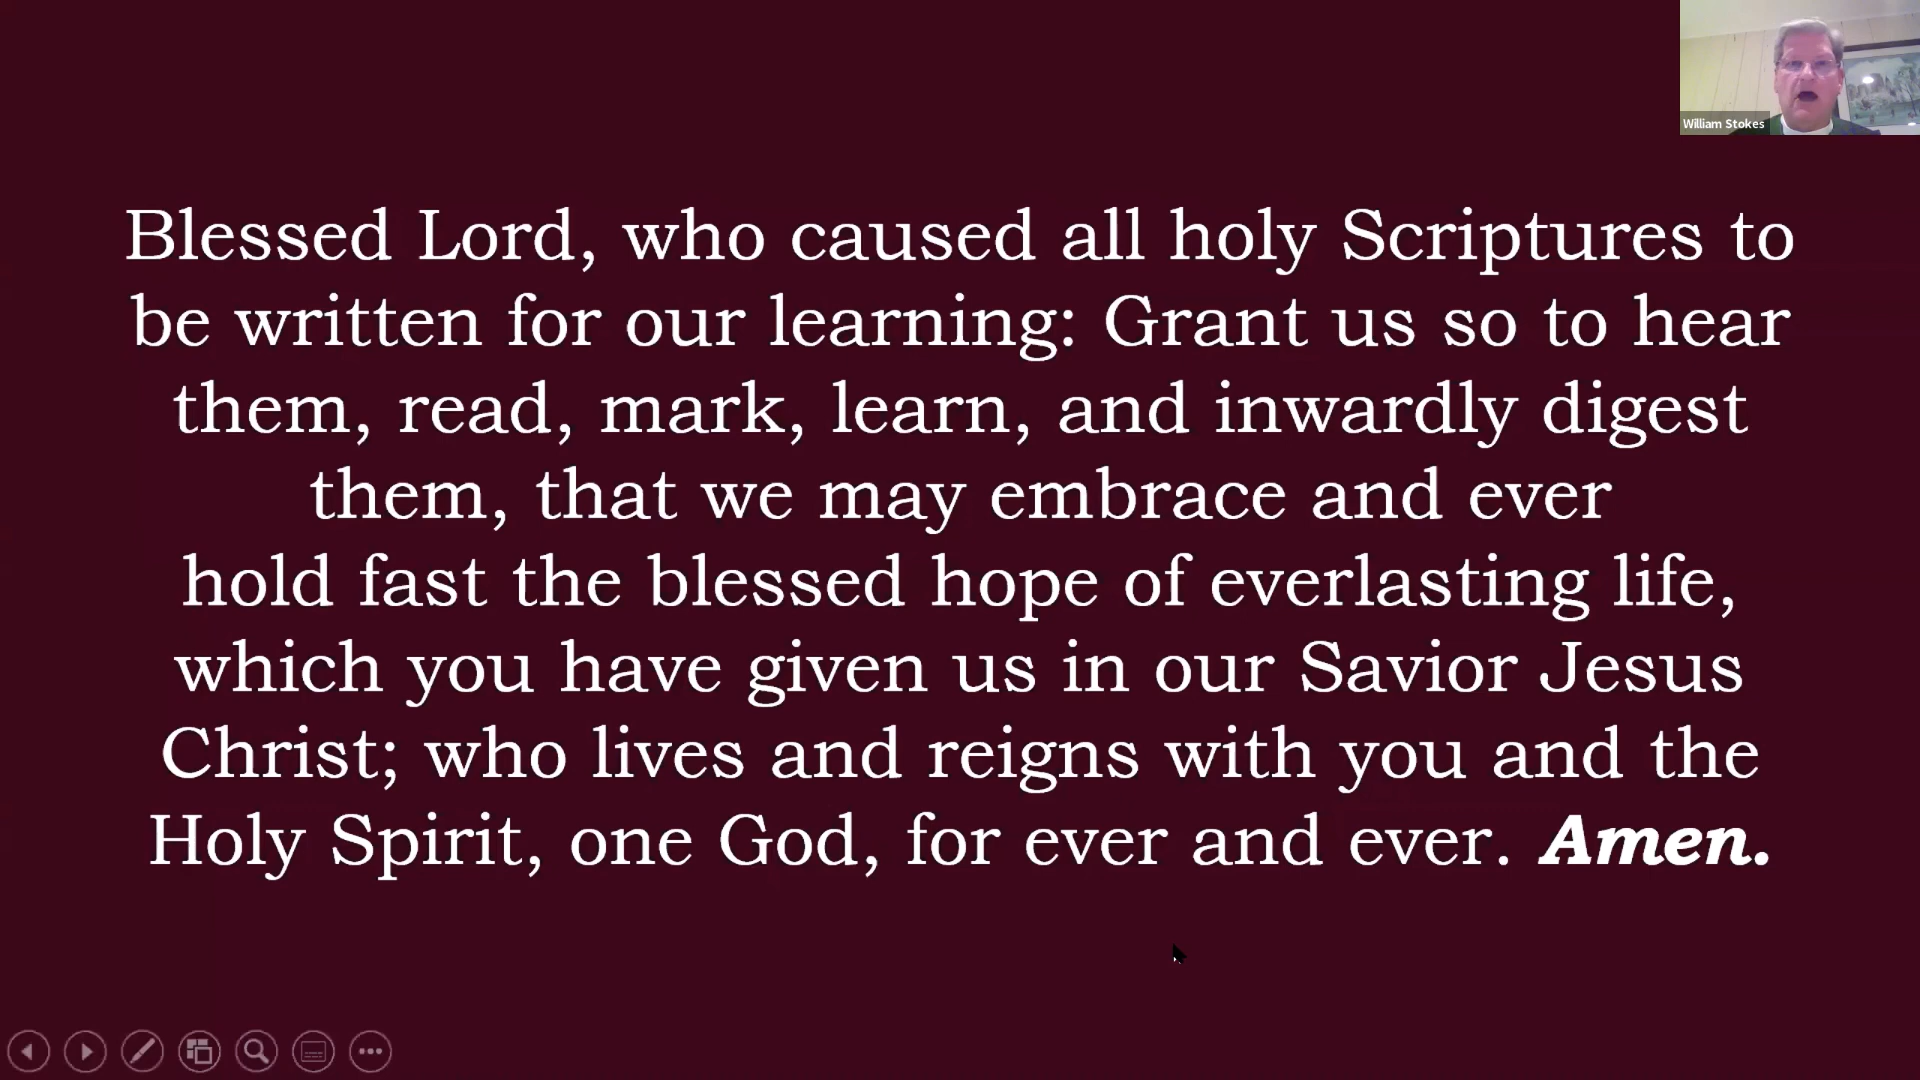 William Stokes
Blessed Lord, who caused all holy Scriptures to
be written for our learning: Grant us so to hear
them, read, mark, learn, and inwardly digest
them, that we may embrace and ever
hold fast the blessed hope of everlasting life,
which you have given us in our Savior Jesus
Christ; who lives and reigns with you and the
Holy Spirit, one God, for ever and ever. Amen.